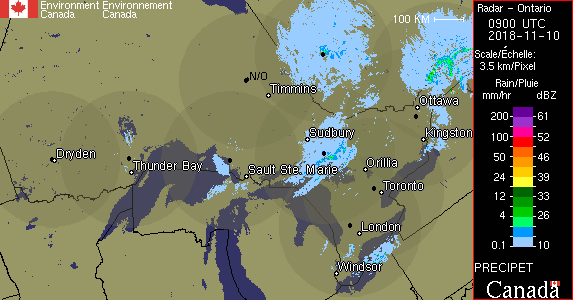 Environment Environnement
Canada Canada
100 KM
N/O
Timmins
Ottawa
Sudbury
Kingston
Dryden
Thunder Bay
Sault Ste. Marie
Orillia
Toronto
London
Windsor
Radar - Ontario
0900 UTC
2018-11-10
Scale/Échelle:
3.5 km/Pixel
Rain/Pluie
mm/hr dBZ
200 61
100 52
50 46
24 39
12 33
4 26
1 18
0.1 10
PRECIPET
Canada